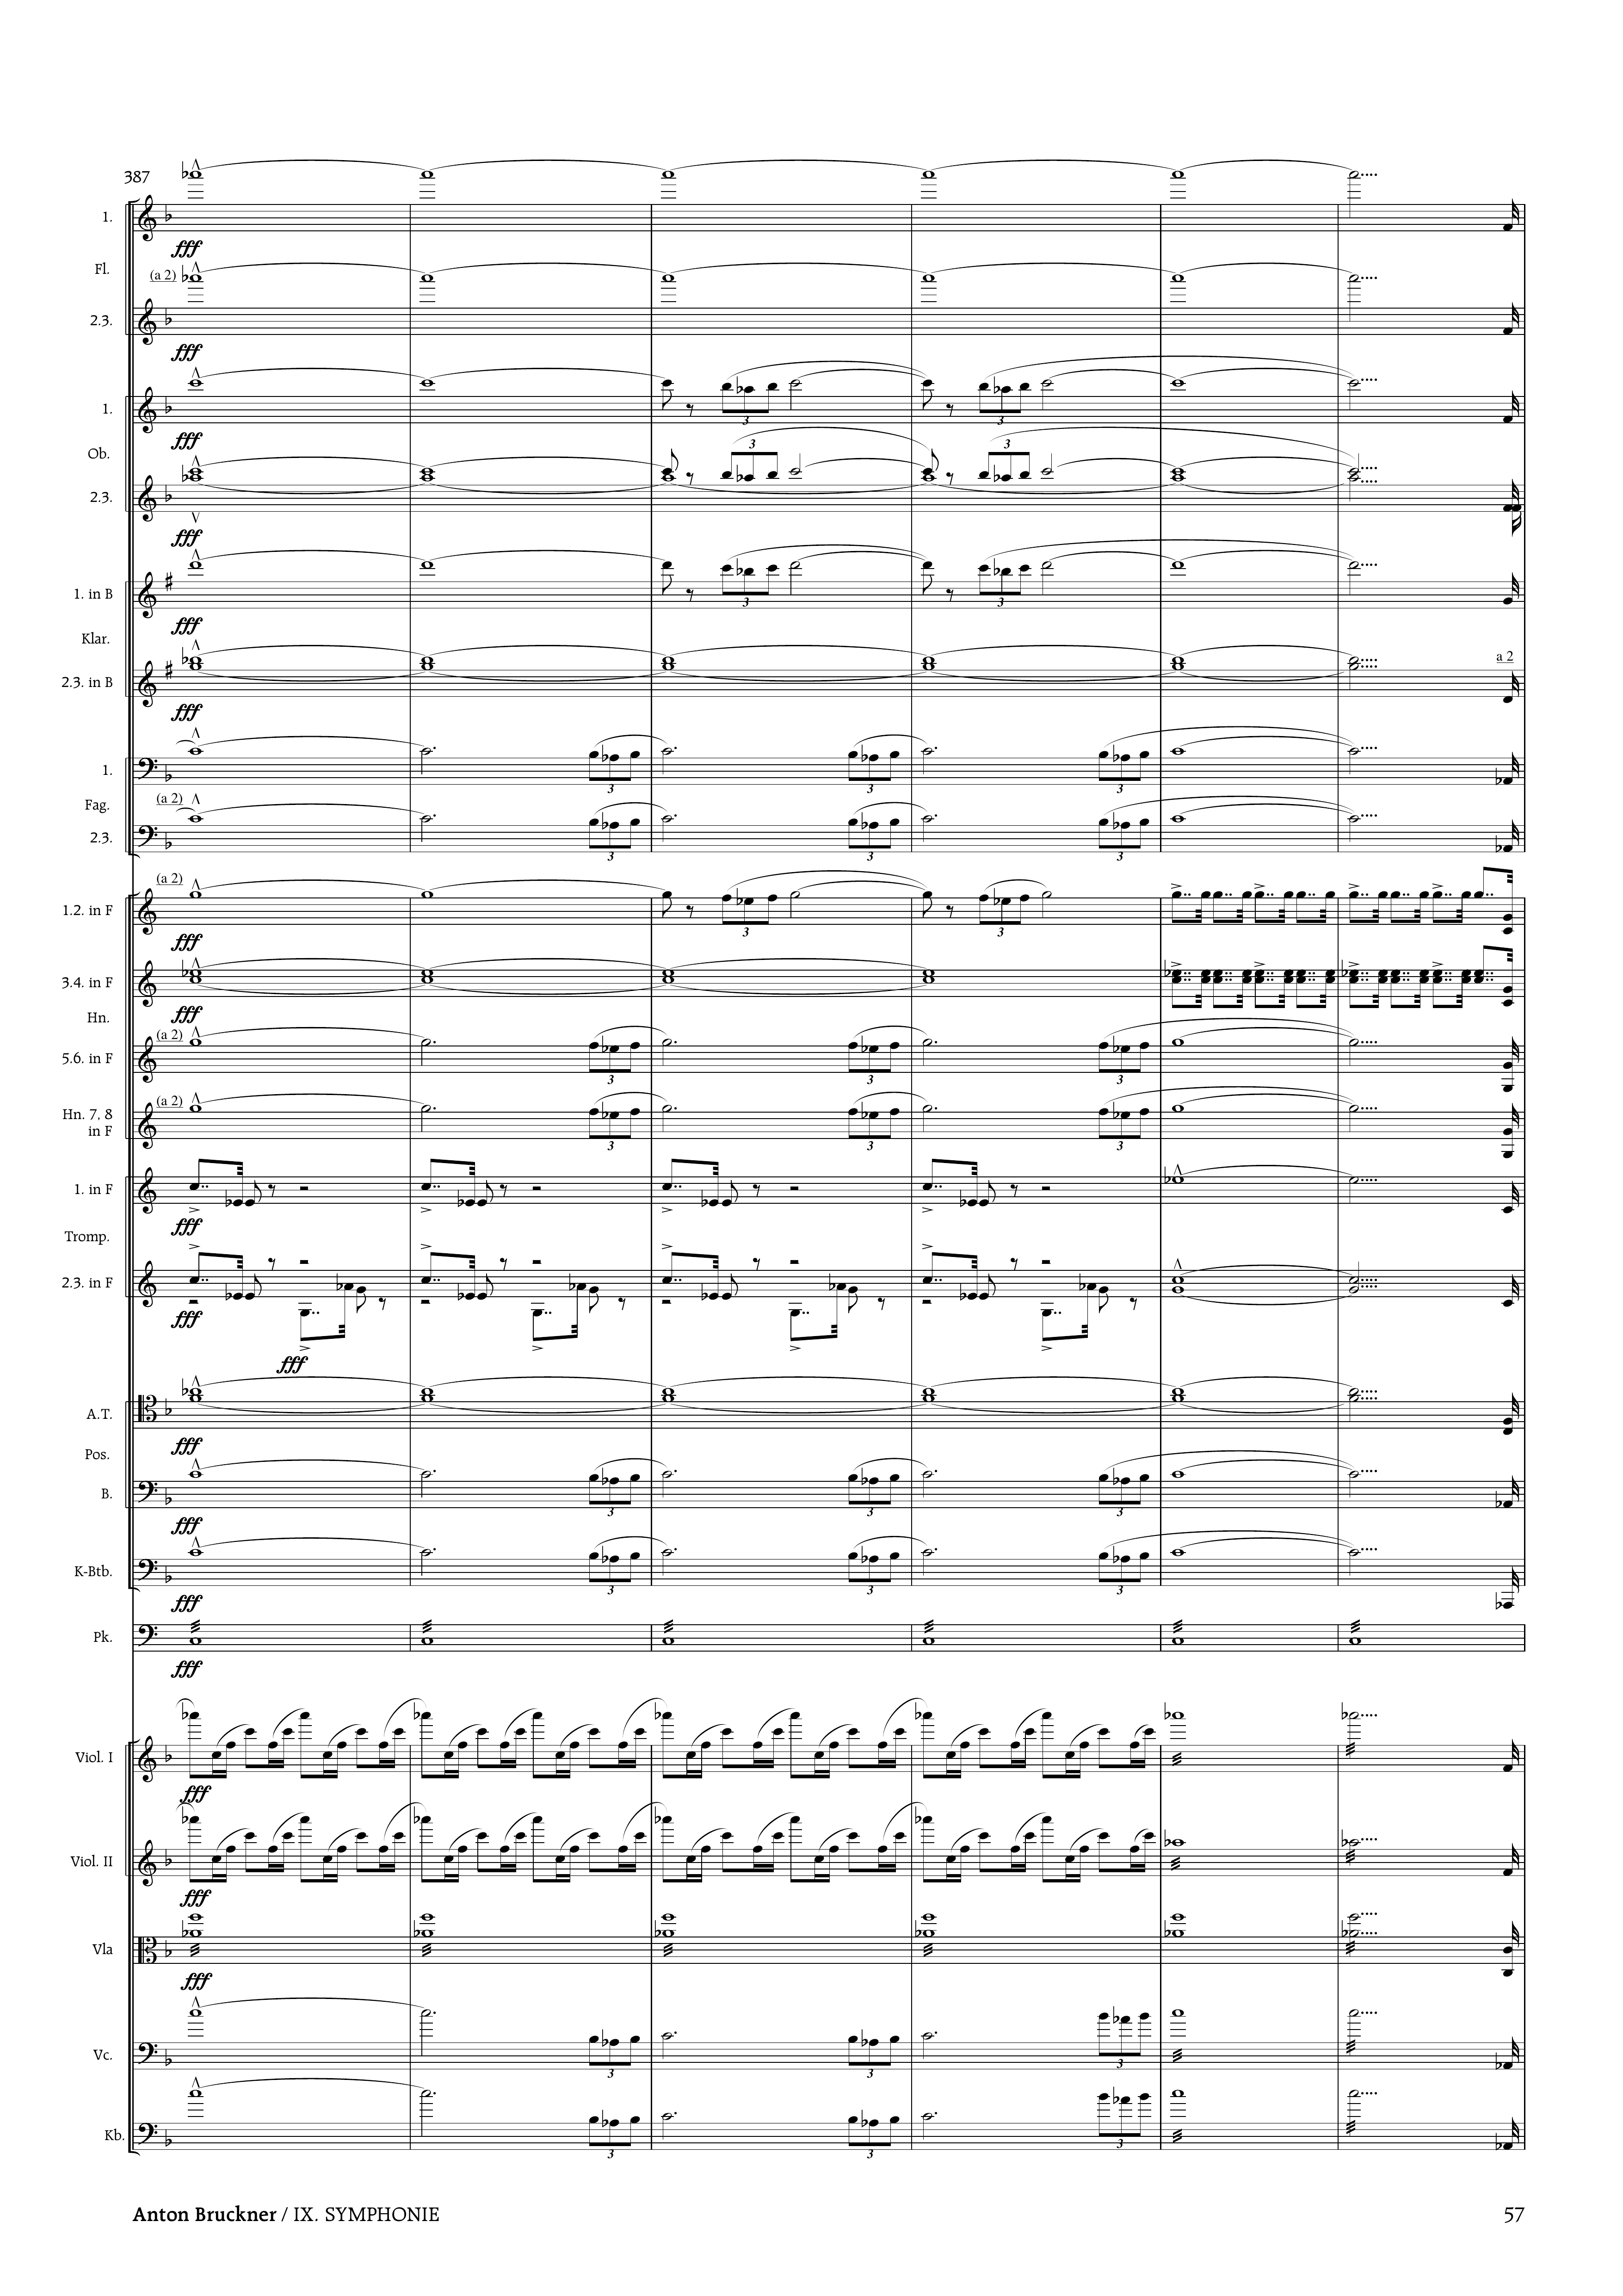 387
1.
fff
Fl.
(a 2)
2.3.
fff
1.
fff
Ob.
3 3
3 3
2.3.
fff
1. in B
3 3
fff
Klar.
a 2
2.3. in B
fff
1.
3 3 3
Fag.
(a 2)
2.3.
3 3 3
(a 2)
1.2. in F
3 3
fff
3.4. in F
fff
Hn.
(a 2)
5.6. in F
3 3 3
(a 2)
Hn. 7, 8
in F
3 3 3
1. in F
fff
Tromp.
2.3. in F
fff
fff
A.T.
fff
Pos.
B.
3 3 3
fff
K-Btb.
3 3 3
fff
Pk.
fff
Viol. I
fff
Viol. II
fff
Vla
fff
Vc.
3 3 3
Kb.
3 3 3
Anton Bruckner / IX. SYMPHONIE 57